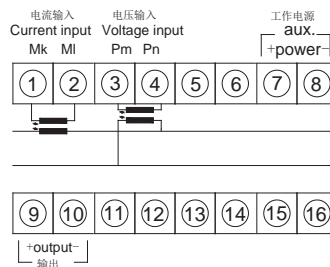 电流输入 电压输入 工作电源
Current input Voltage input aux.
Mk Ml Pm Pn +power-
1 2 3 4 5 6 7 8
9 10 11 12 13 14 15 16
+output-
输出